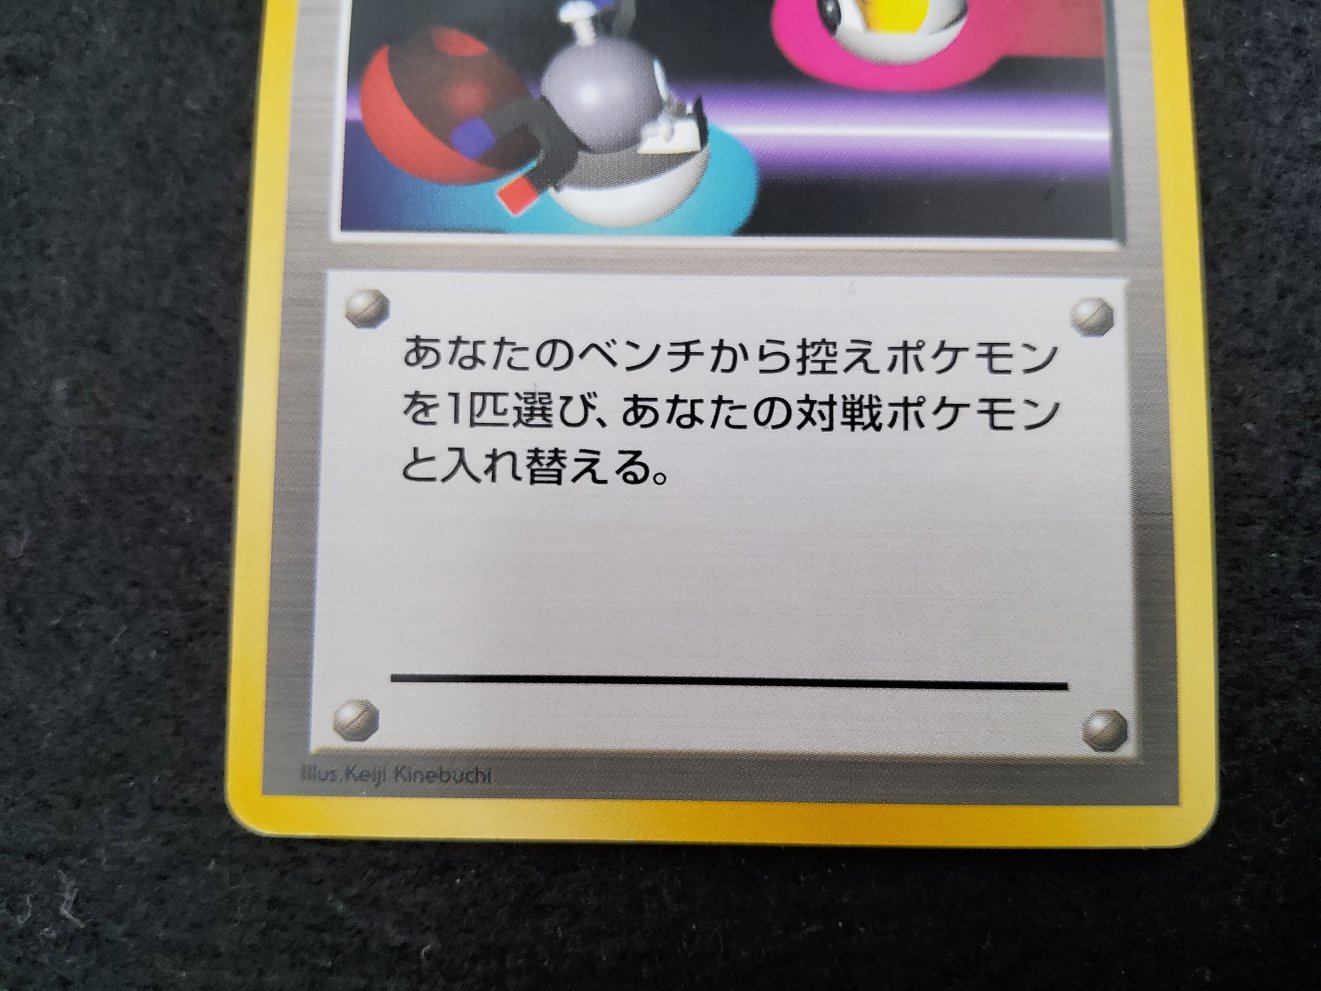 あなたのベンチから控えポケモン
を1匹選び、あなたの対戦ポケモン
と入れ替える。
Illus.Keiji Kinebuchi